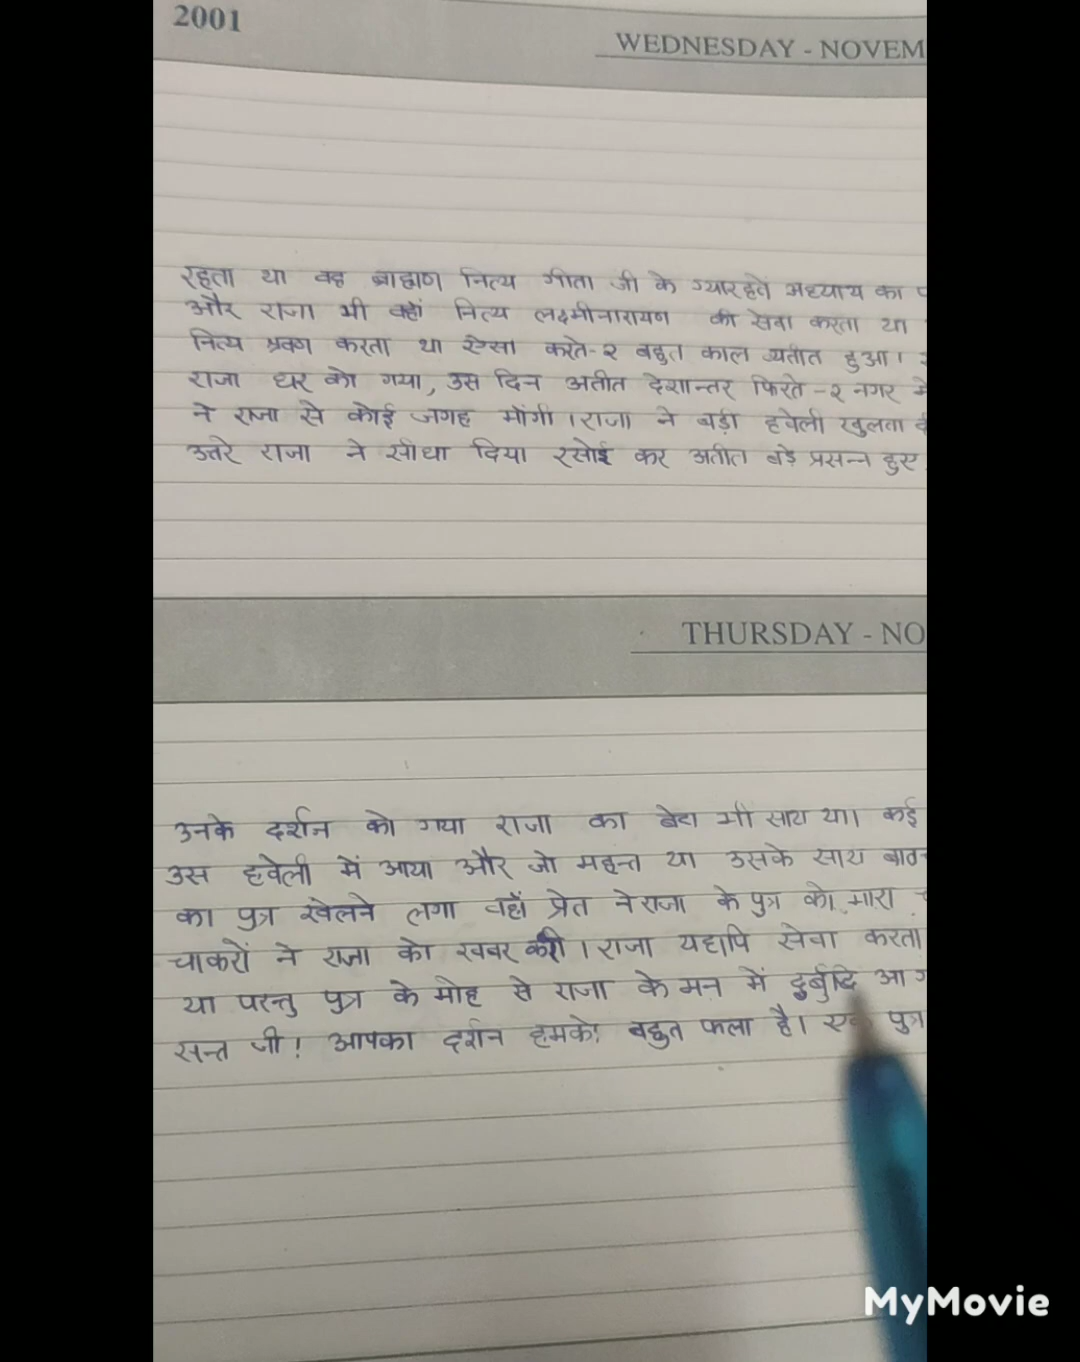 2001
WEDNESDAY - NOVEM
रहता था वह ब्राह्मण नित्य गीता जी के ग्यारहवे अध्याय का
और राजा भी वहां नित्य लक्ष्मीनारायण की सेवा करता था
नित्य श्रवण करता था ऐसा करते-२ बहुत काल व्यतीत हुआ।
राजा घर को गया, उस दिन अतीत देशान्तर फिरते-२ नगर में
ने राजा से कोई जगह मांगी। राजा ने बड़ी हवेली खुलवा
उतरे राजा ने सीधा दिया रसोई कर अतीत बड़े प्रसन्न हुए
THURSDAY - NO
उनके दर्शन को गया राजा का बेटा भी साथ था। कई
उस हवेली में आया और जो महन्त था उसके साथ
का पुत्र खेलने लगा वहाँ प्रेत ने राजा के पुत्र को मारा
चाकरों ने राजा को खबर करी। राजा यद्यपि सेवा करता
था परन्तु पुत्र के मोह से राजा के मन में दुर्बुद्धि आ
सन्त जी! आपका दर्शन हमको बहुत फला है। एक पुत्र
MyMovie